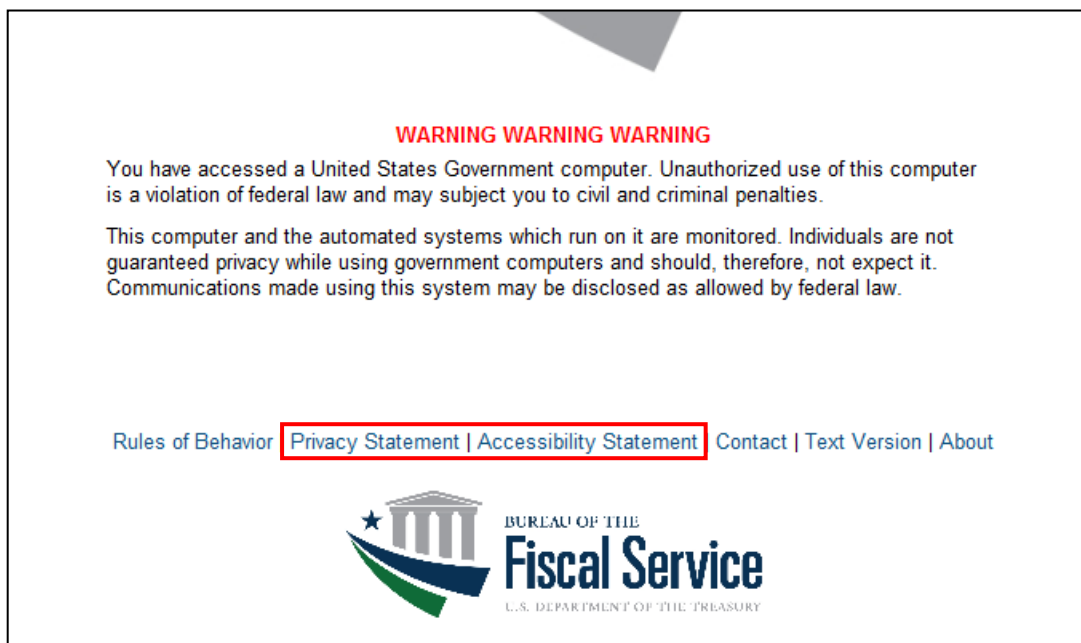 WARNING WARNING WARNING
You have accessed a United States Government computer. Unauthorized use of this computer
is a violation of federal law and may subject you to civil and criminal penalties.
This computer and the automated systems which run on it are monitored. Individuals are not
guaranteed privacy while using government computers and should, therefore, not expect it.
Communications made using this system may be disclosed as allowed by federal law.
Rules of Behavior Privacy Statement | Accessibility Statement Contact | Text Version | About
BUREAU OF THE
Fiscal Service
U.S. DEPARTMENT OF THE TREASURY